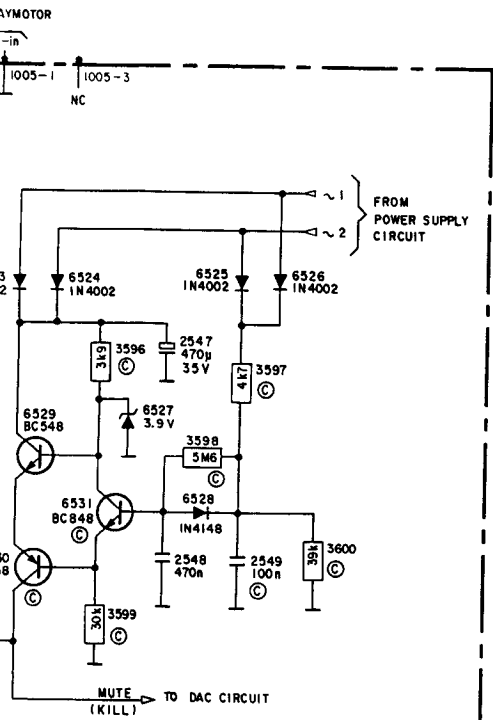 AYMOTOR
-in
1005-1
1005-3
NC
~ 1
FROM
~ 2
POWER SUPPLY
CIRCUIT
3
2
6524
1N4002
6525
1N4002
6526
1N4002
3k9
3596
C
2547
470µ
35V
4k7
3597
C
6529
BC548
6527
3.9V
3598
5M6
C
6531
BC848
C
6528
1N4148
2548
470n
2549
100n
C
39k
3600
C
C
30k
3599
C
MUTE
(KILL)
TO DAC CIRCUIT